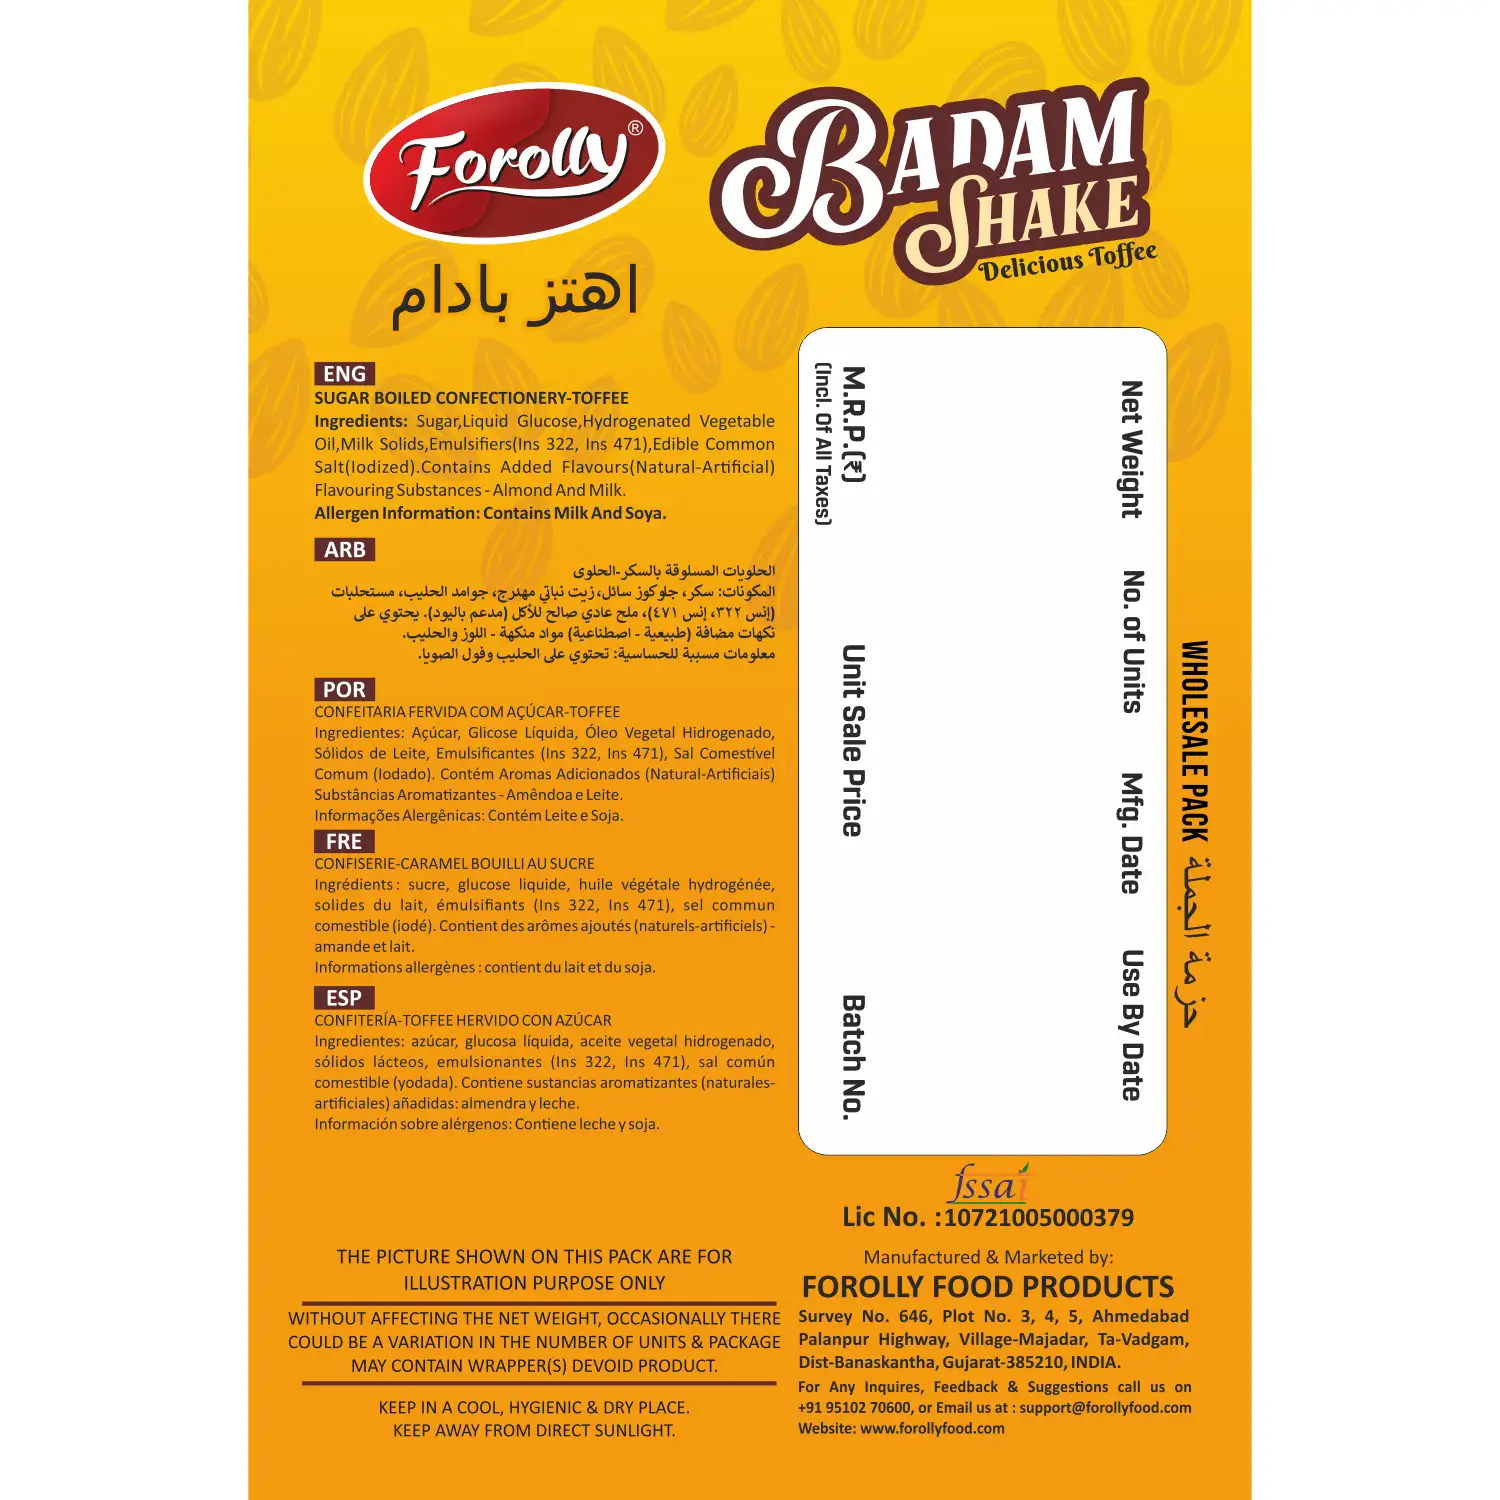 Forolly®
BADAM
SHAKE
Delicious Toffee
اهتز بادام
ENG
SUGAR BOILED CONFECTIONERY-TOFFEE
Ingredients: Sugar,Liquid Glucose,Hydrogenated Vegetable
Oil,Milk Solids,Emulsifiers(Ins 322, Ins 471),Edible Common
Salt(Iodized).Contains Added Flavours(Natural-Artificial)
Flavouring Substances - Almond And Milk.
Allergen Information: Contains Milk And Soya.
ARB
الحلويات المسلوقة بالسكر-الحلوى
المكونات: سكر، جلوكوز سائل، زيت نباتي مهدرج، جوامد الحليب، مستحلبات
(إنس ٣٢٢، إنس ٤٧١)، ملح عادي صالح للأكل (مدعم باليود). يحتوي على
نكهات مضافة (طبيعية - اصطناعية) مواد منكهة - اللوز والحليب.
معلومات مسببة للحساسية: تحتوي على الحليب وفول الصويا.
POR
CONFEITARIA FERVIDA COM AÇÚCAR-TOFFEE
Ingredientes: Açúcar, Glicose Líquida, Óleo Vegetal Hidrogenado,
Sólidos de Leite, Emulsificantes (Ins 322, Ins 471), Sal Comestível
Comum (Iodado). Contém Aromas Adicionados (Natural-Artificiais)
Substâncias Aromatizantes - Amêndoa e Leite.
Informações Alergênicas: Contém Leite e Soja.
FRE
CONFISERIE-CARAMEL BOUILLI AU SUCRE
Ingrédients : sucre, glucose liquide, huile végétale hydrogénée,
solides du lait, émulsifiants (Ins 322, Ins 471), sel commun
comestible (iodé). Contient des arômes ajoutés (naturels-artificiels) -
amande et lait.
Informations allergènes : contient du lait et du soja.
ESP
CONFITERÍA-TOFFEE HERVIDO CON AZÚCAR
Ingredientes: azúcar, glucosa líquida, aceite vegetal hidrogenado,
sólidos lácteos, emulsionantes (Ins 322, Ins 471), sal común
comestible (yodada). Contiene sustancias aromatizantes (naturales-
artificiales) añadidas: almendra y leche.
Información sobre alérgenos: Contiene leche y soja.
THE PICTURE SHOWN ON THIS PACK ARE FOR
ILLUSTRATION PURPOSE ONLY
WITHOUT AFFECTING THE NET WEIGHT, OCCASIONALLY THERE
COULD BE A VARIATION IN THE NUMBER OF UNITS & PACKAGE
MAY CONTAIN WRAPPER(S) DEVOID PRODUCT.
KEEP IN A COOL, HYGIENIC & DRY PLACE.
KEEP AWAY FROM DIRECT SUNLIGHT.
Net Weight
No. of Units
Mfg. Date
Use By Date
M.R.P.(₹)
(Incl. Of All Taxes)
Unit Sale Price
Batch No.
WHOLESALE PACK حزمة الجملة
fssai
Lic No. :10721005000379
Manufactured & Marketed by:
FOROLLY FOOD PRODUCTS
Survey No. 646, Plot No. 3, 4, 5, Ahmedabad
Palanpur Highway, Village-Majadar, Ta-Vadgam,
Dist-Banaskantha, Gujarat-385210, INDIA.
For Any Inquires, Feedback & Suggestions call us on
+91 95102 70600, or Email us at : support@forollyfood.com
Website: www.forollyfood.com